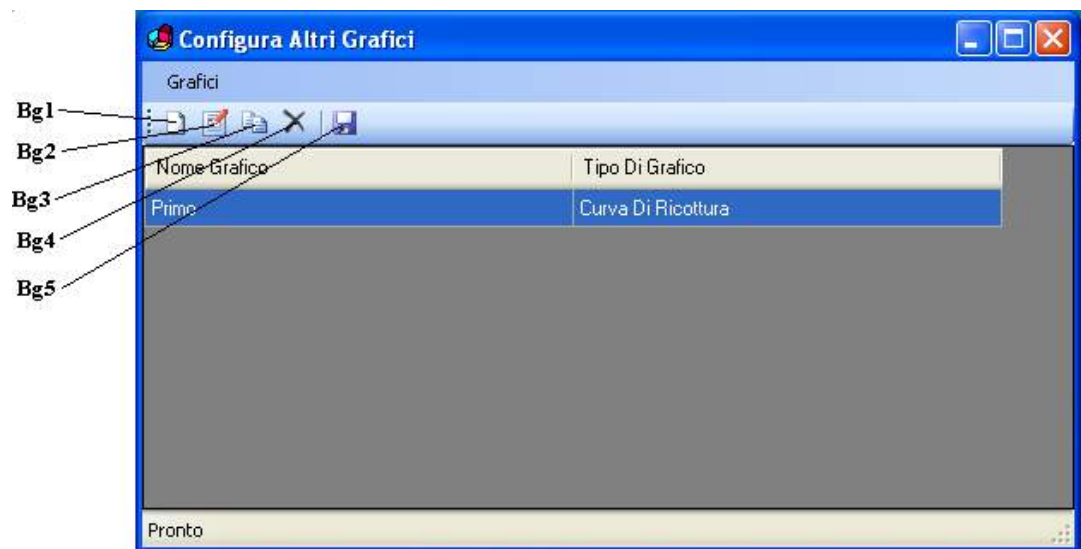 Configura Altri Grafici
Grafici
Bg1
Bg2
Bg3
Bg4
Bg5
Nome Grafico Tipo Di Grafico
Primo Curva Di Ricottura
Pronto